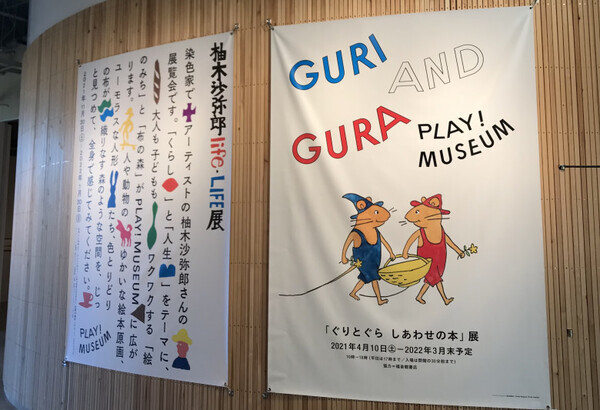 柚木沙弥郎 life・LIFE展
染色家で アーティストの柚木沙弥郎さんの
展覧会です。「くらし 」と「人生 」をテーマに、
大人も子どもも ワクワクする「絵
のみち」と「布の森」がPLAY! MUSEUM に広が
ります。 人や動物の ゆかいな絵本原画、
ユーモラスな人形 たち、色とりどり
の布が 織りなす森のような空間を、じっ
と見つめて、全身で感じてみてください。
PLAY!
MUSEUM
GURI AND
GURA PLAY!
MUSEUM
「ぐりとぐら しあわせの本」展
2021年4月10日(土)ー2022年3月末予定